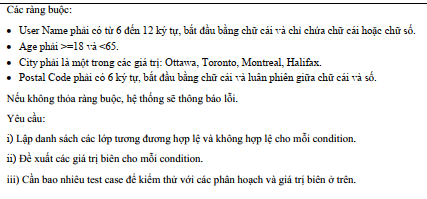 Các ràng buộc:
• User Name phải có từ 6 đến 12 ký tự, bắt đầu bằng chữ cái và chỉ chứa chữ cái hoặc chữ số.
• Age phải >=18 và <65.
• City phải là một trong các giá trị: Ottawa, Toronto, Montreal, Halifax.
• Postal Code phải có 6 ký tự, bắt đầu bằng chữ cái và luân phiên giữa chữ cái và số.
Nếu không thỏa ràng buộc, hệ thống sẽ thông báo lỗi.
Yêu cầu:
i) Lập danh sách các lớp tương đương hợp lệ và không hợp lệ cho mỗi condition.
ii) Đề xuất các giá trị biên cho mỗi condition.
iii) Cần bao nhiêu test case để kiểm thử với các phân hoạch và giá trị biên ở trên.